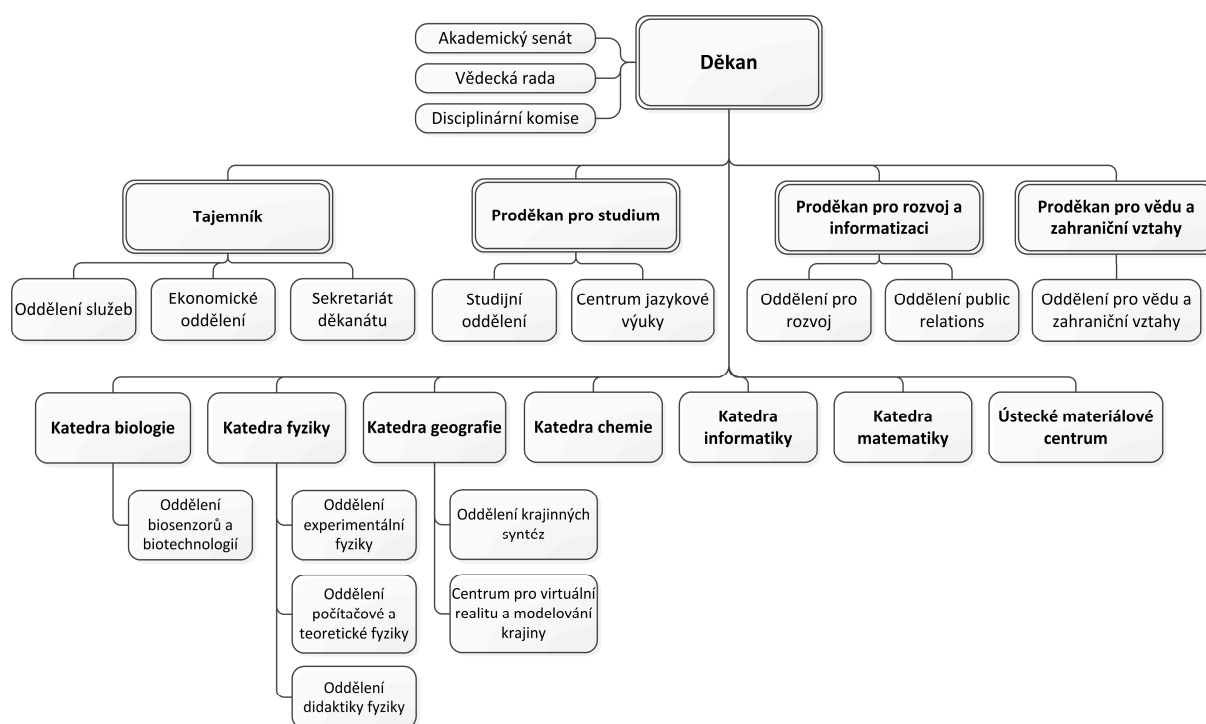 Akademický senát
Vědecká rada
Disciplinární komise
Děkan
Tajemník
Proděkan pro studium
Proděkan pro rozvoj a
informatizaci
Proděkan pro vědu a
zahraniční vztahy
Oddělení služeb
Ekonomické
oddělení
Sekretariát
děkanátu
Studijní
oddělení
Centrum jazykové
výuky
Oddělení pro
rozvoj
Oddělení public
relations
Oddělení pro vědu a
zahraniční vztahy
Katedra biologie
Katedra fyziky
Katedra geografie
Katedra chemie
Katedra
informatiky
Katedra
matematiky
Ústecké materiálové
centrum
Oddělení
biosenzorů a
biotechnologií
Oddělení
experimentální
fyziky
Oddělení
počítačové a
teoretické fyziky
Oddělení
didaktiky fyziky
Oddělení krajinných
syntéz
Centrum pro virtuální
realitu a modelování
krajiny